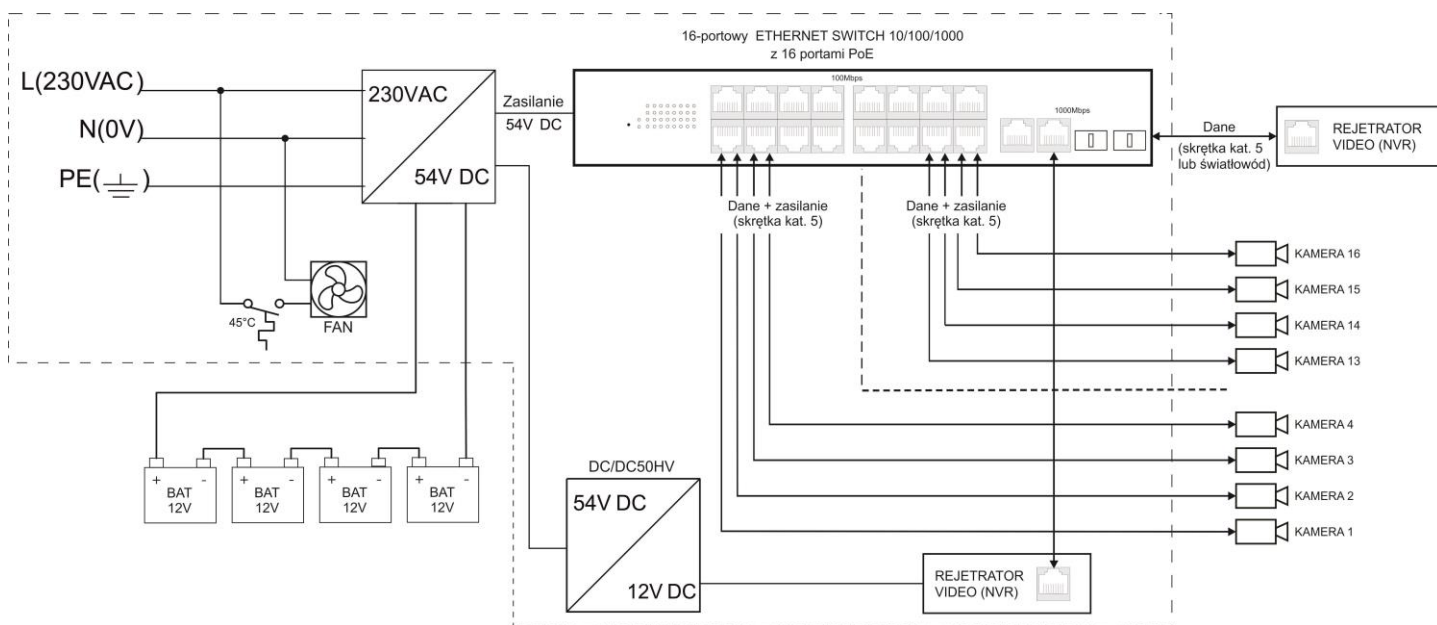 16-portowy ETHERNET SWITCH 10/100/1000
z 16 portami PoE
100Mbps
1000Mbps
L(230VAC)
N(0V)
PE( )
230VAC
54V DC
Zasilanie
54V DC
Dane
(skrętka kat. 5
lub światłowód)
REJETRATOR
VIDEO (NVR)
Dane + zasilanie
(skrętka kat. 5)
Dane + zasilanie
(skrętka kat. 5)
45°C
FAN
KAMERA 16
KAMERA 15
KAMERA 14
KAMERA 13
KAMERA 4
KAMERA 3
KAMERA 2
KAMERA 1
+ -
BAT
12V
+ -
BAT
12V
+ -
BAT
12V
+ -
BAT
12V
DC/DC50HV
54V DC
12V DC
REJETRATOR
VIDEO (NVR)